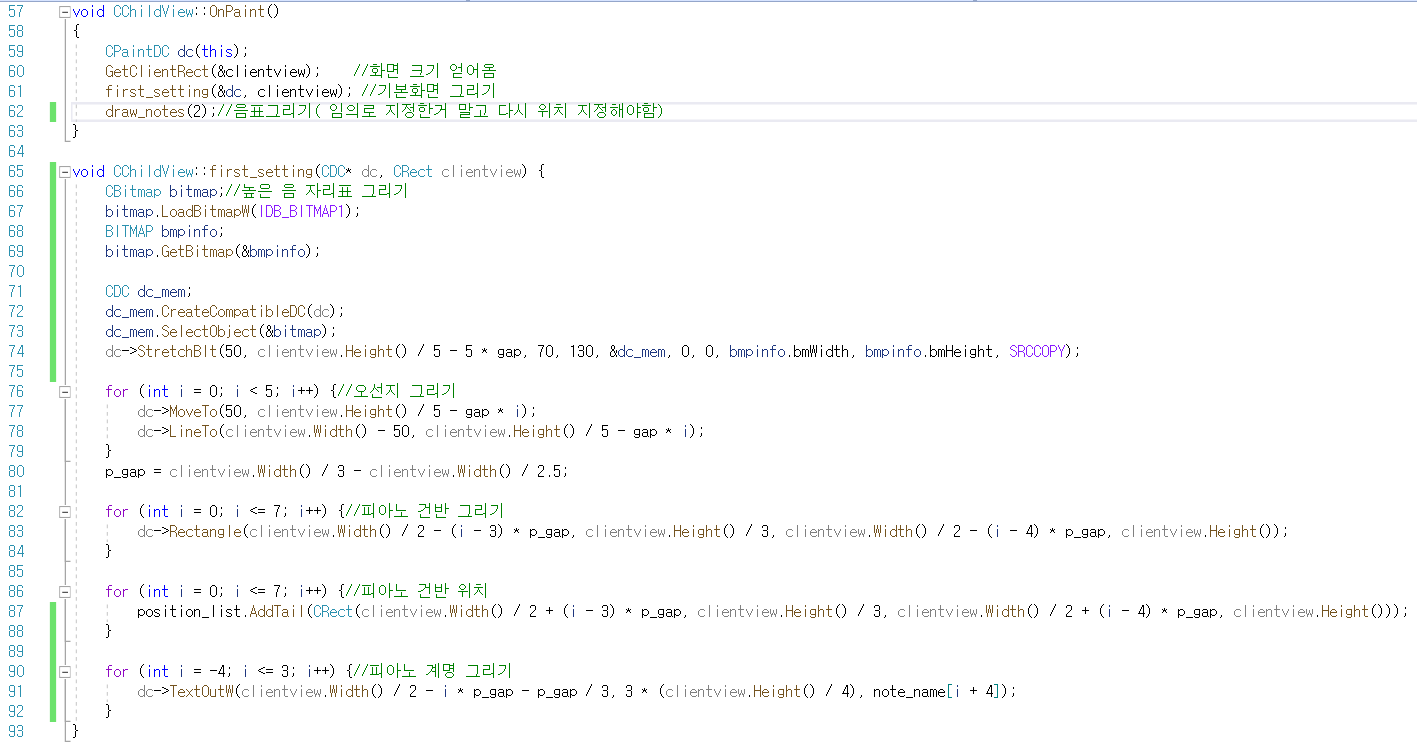 57 void CChildView::OnPaint()
58 {
59 CPaintDC dc(this);
60 GetClientRect(&clientview); //화면 크기 얻어옴
61 first_setting(&dc, clientview); //기본화면 그리기
62 draw_notes(2);//음표그리기( 임의로 지정한거 말고 다시 위치 지정해야함)
63 }
64
65 void CChildView::first_setting(CDC* dc, CRect clientview) {
66 CBitmap bitmap;//높은 음 자리표 그리기
67 bitmap.LoadBitmapW(IDB_BITMAP1);
68 BITMAP bmpinfo;
69 bitmap.GetBitmap(&bmpinfo);
70
71 CDC dc_mem;
72 dc_mem.CreateCompatibleDC(dc);
73 dc_mem.SelectObject(&bitmap);
74 dc->StretchBlt(50, clientview.Height() / 5 - 5 * gap, 70, 130, &dc_mem, 0, 0, bmpinfo.bmWidth, bmpinfo.bmHeight, SRCCOPY);
75
76 for (int i = 0; i < 5; i++) {//오선지 그리기
77 dc->MoveTo(50, clientview.Height() / 5 - gap * i);
78 dc->LineTo(clientview.Width() - 50, clientview.Height() / 5 - gap * i);
79 }
80 p_gap = clientview.Width() / 3 - clientview.Width() / 2.5;
81
82 for (int i = 0; i <= 7; i++) {//피아노 건반 그리기
83 dc->Rectangle(clientview.Width() / 2 - (i - 3) * p_gap, clientview.Height() / 3, clientview.Width() / 2 - (i - 4) * p_gap, clientview.Height());
84 }
85
86 for (int i = 0; i <= 7; i++) {//피아노 건반 위치
87 position_list.AddTail(CRect(clientview.Width() / 2 + (i - 3) * p_gap, clientview.Height() / 3, clientview.Width() / 2 + (i - 4) * p_gap, clientview.Height()));
88 }
89
90 for (int i = -4; i <= 3; i++) {//피아노 계명 그리기
91 dc->TextOutW(clientview.Width() / 2 - i * p_gap - p_gap / 3, 3 * (clientview.Height() / 4), note_name[i + 4]);
92 }
93 }